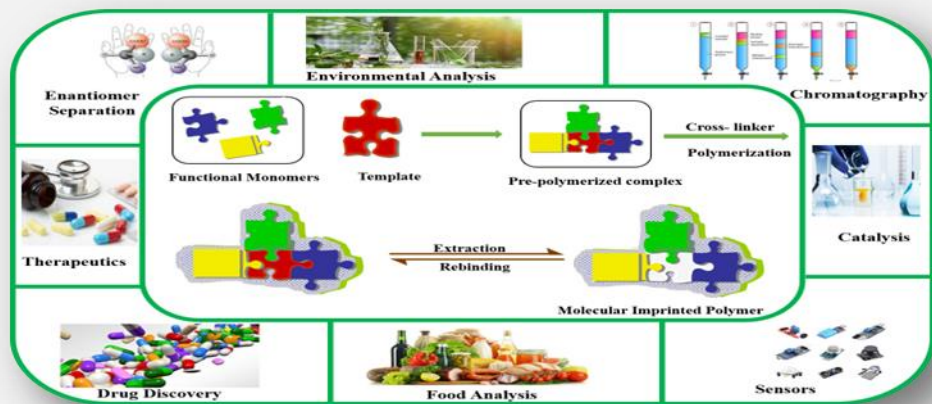 Enantiomer
Separation
Environmental Analysis
Chromatography
Functional Monomers
Template
Pre-polymerized complex
Cross- linker
Polymerization
Therapeutics
Extraction
Rebinding
Molecular Imprinted Polymer
Catalysis
Drug Discovery
Food Analysis
Sensors